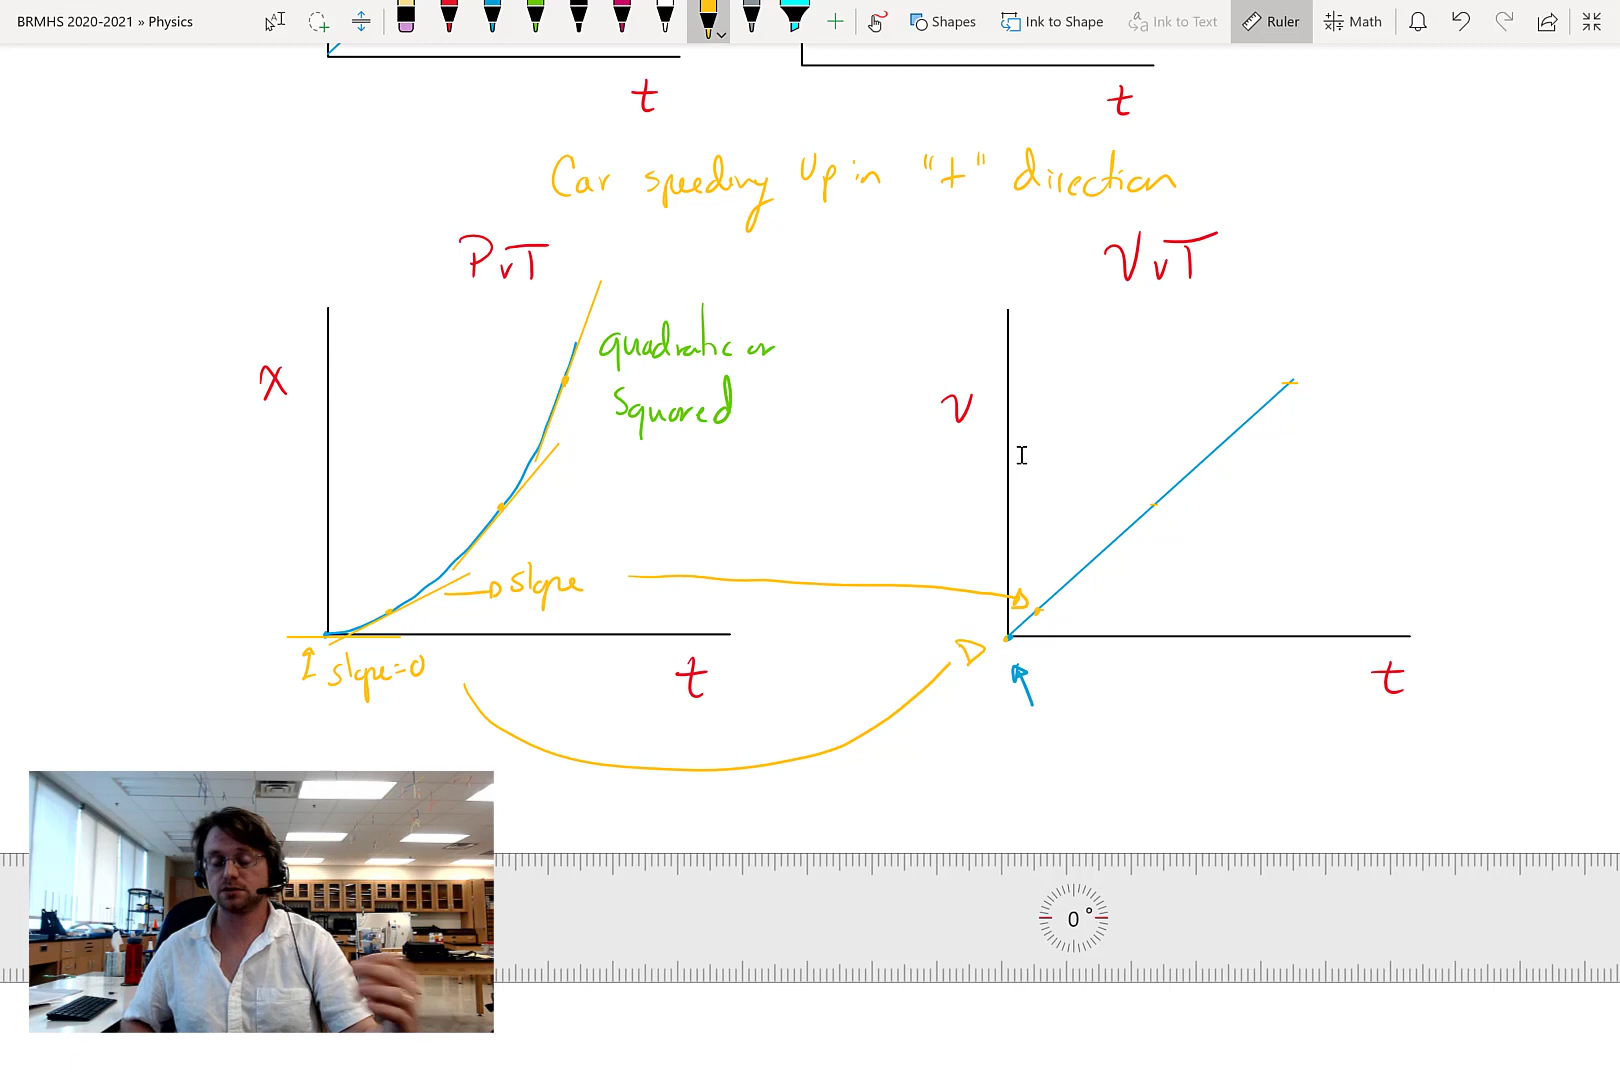 BRMHS 2020-2021 » Physics
Shapes
Ink to Shape
Ink to Text
Ruler
Math
t
t
Car speeding up in "+" direction
PvT
VvT
x
quadratic or
squared
v
slope
slope=0
t
t
0°